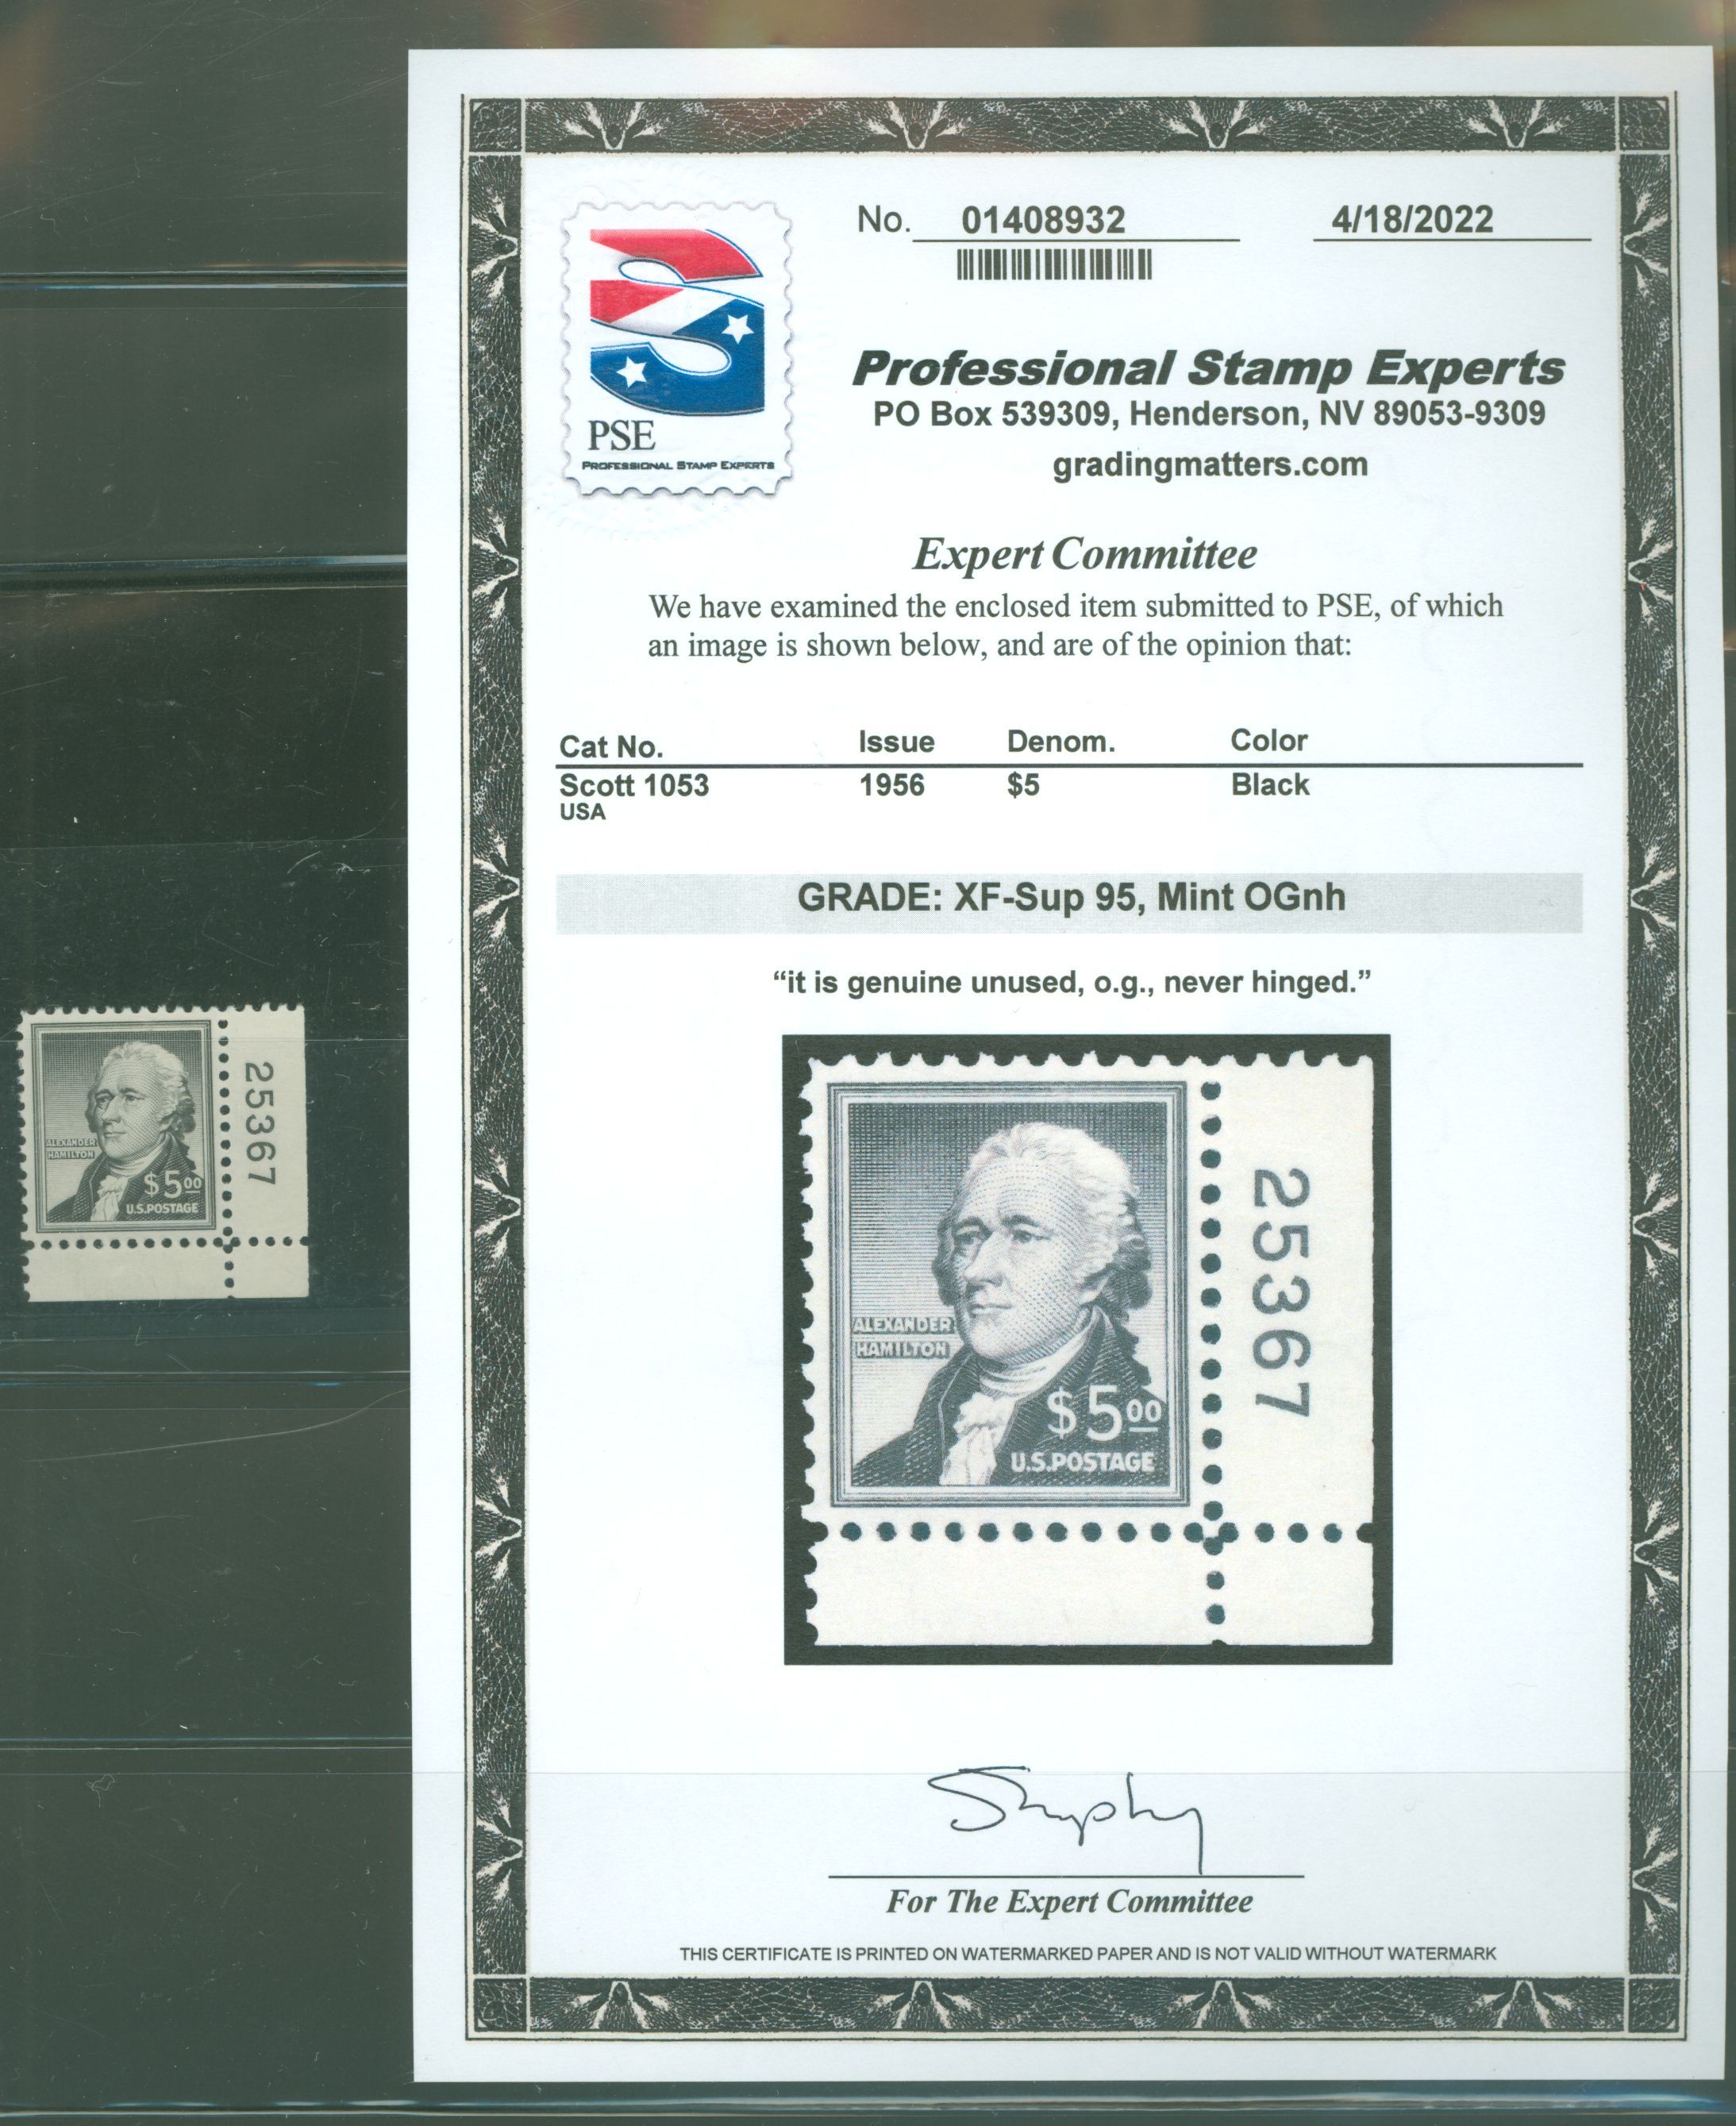 No. 01408932 4/18/2022
PSE
PROFESSIONAL STAMP EXPERTS
Professional Stamp Experts
PO Box 539309, Henderson, NV 89053-9309
gradingmatters.com
Expert Committee
We have examined the enclosed item submitted to PSE, of which
an image is shown below, and are of the opinion that:
Cat No. Issue Denom. Color
Scott 1053 1956 $5 Black
USA
GRADE: XF-Sup 95, Mint OGnh
“it is genuine unused, o.g., never hinged.”
25367
ALEXANDER
HAMILTON
$5 00
U.S.POSTAGE
25367
ALEXANDER
HAMILTON
$5 00
U.S.POSTAGE
For The Expert Committee
THIS CERTIFICATE IS PRINTED ON WATERMARKED PAPER AND IS NOT VALID WITHOUT WATERMARK